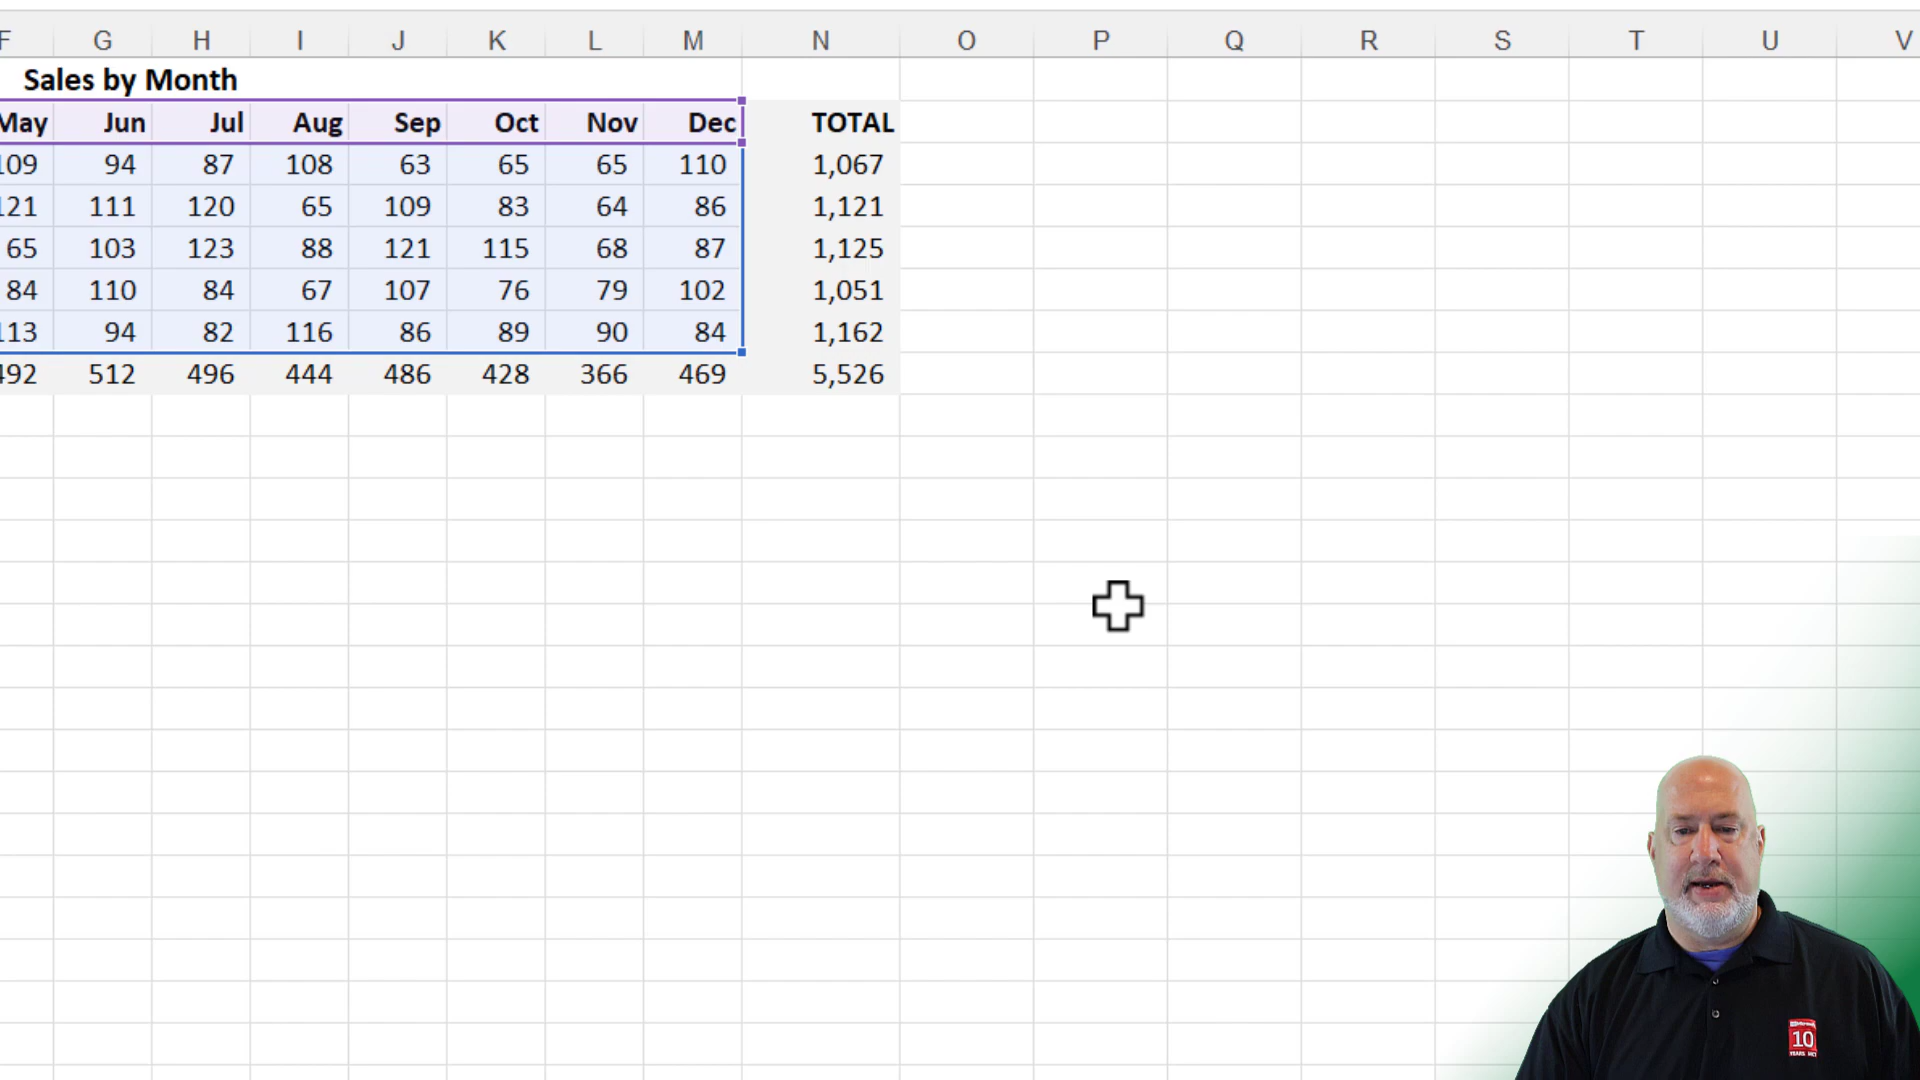 F G H I J K L M N O P Q R S T U V
Sales by Month
May Jun Jul Aug Sep Oct Nov Dec TOTAL
109 94 87 108 63 65 65 110 1,067
121 111 120 65 109 83 64 86 1,121
65 103 123 88 121 115 68 87 1,125
84 110 84 67 107 76 79 102 1,051
113 94 82 116 86 89 90 84 1,162
492 512 496 444 486 428 366 469 5,526
10